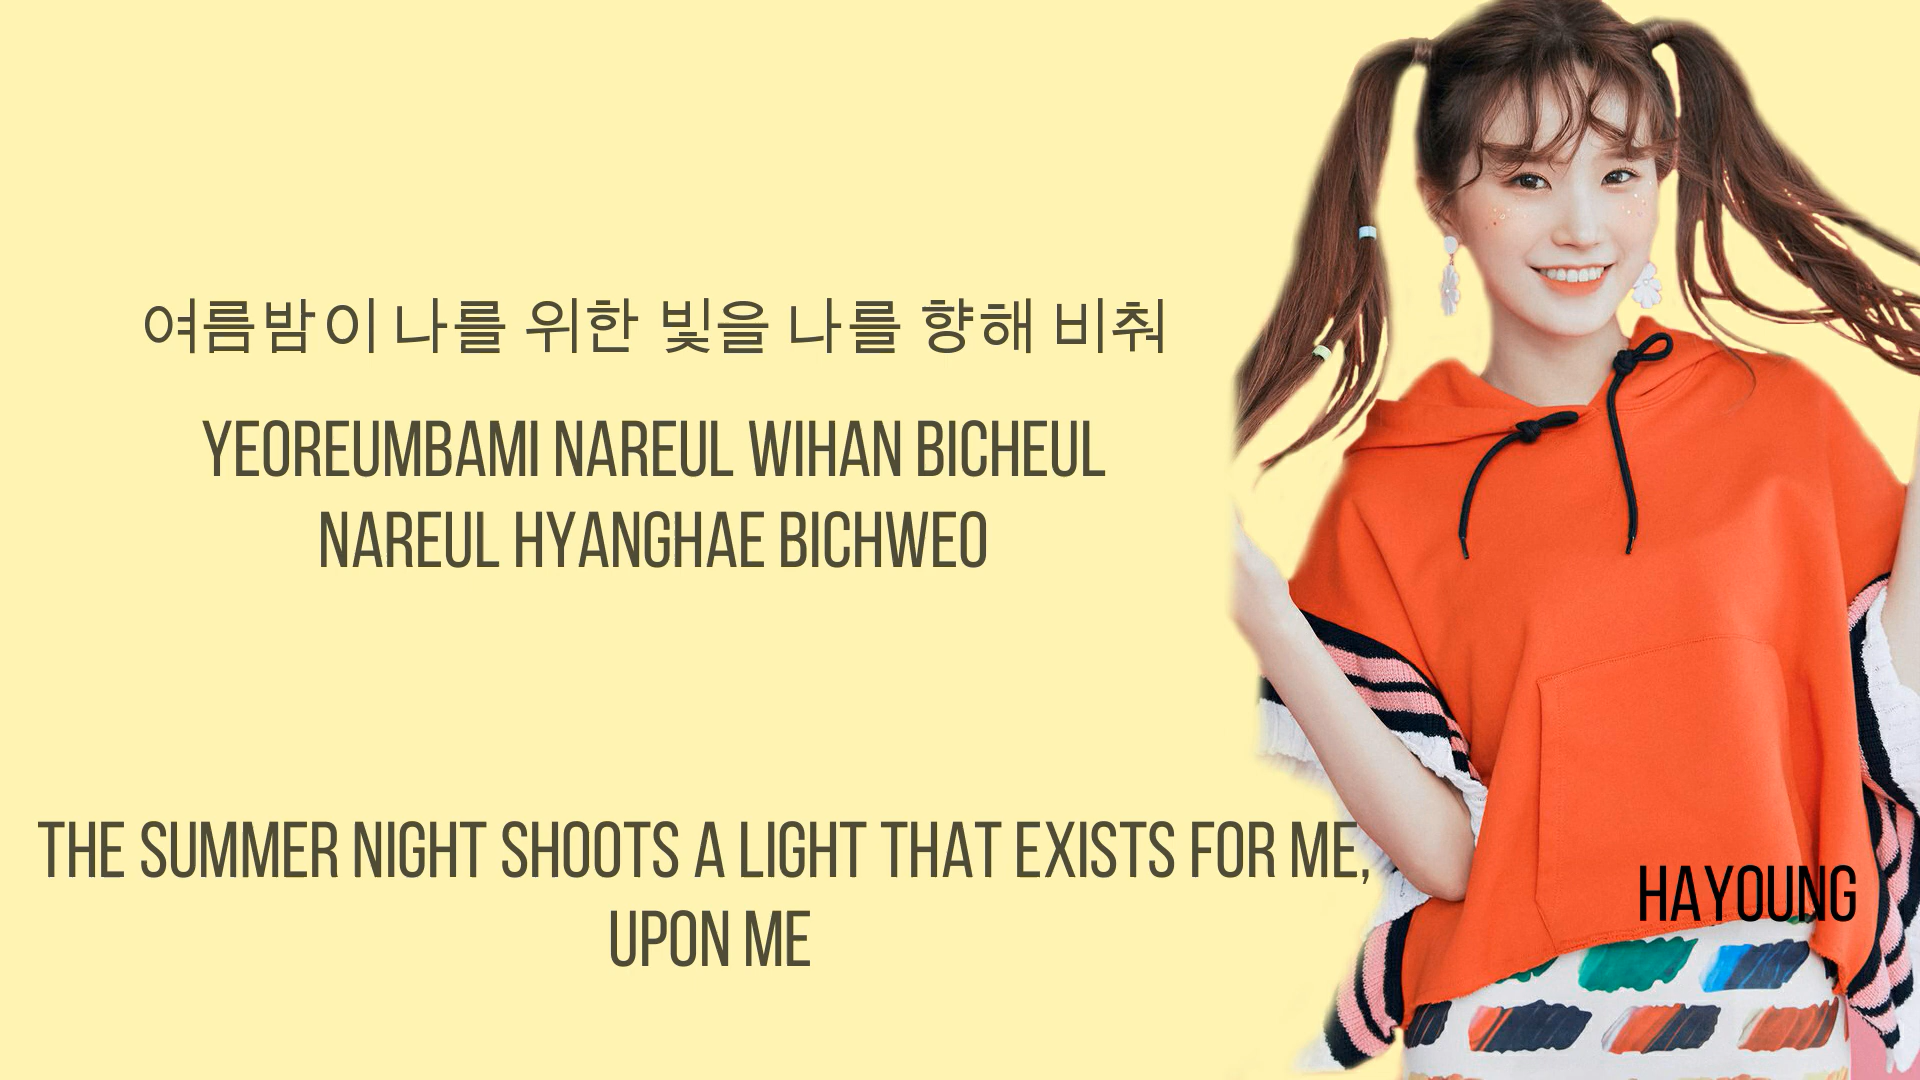 여름밤이 나를 위한 빛을 나를 향해 비춰
YEOREUMBAMI NAREUL WIHAN BICHEUL
NAREUL HYANGHAE BICHWEO
THE SUMMER NIGHT SHOOTS A LIGHT THAT EXISTS FOR ME,
UPON ME
HAYOUNG